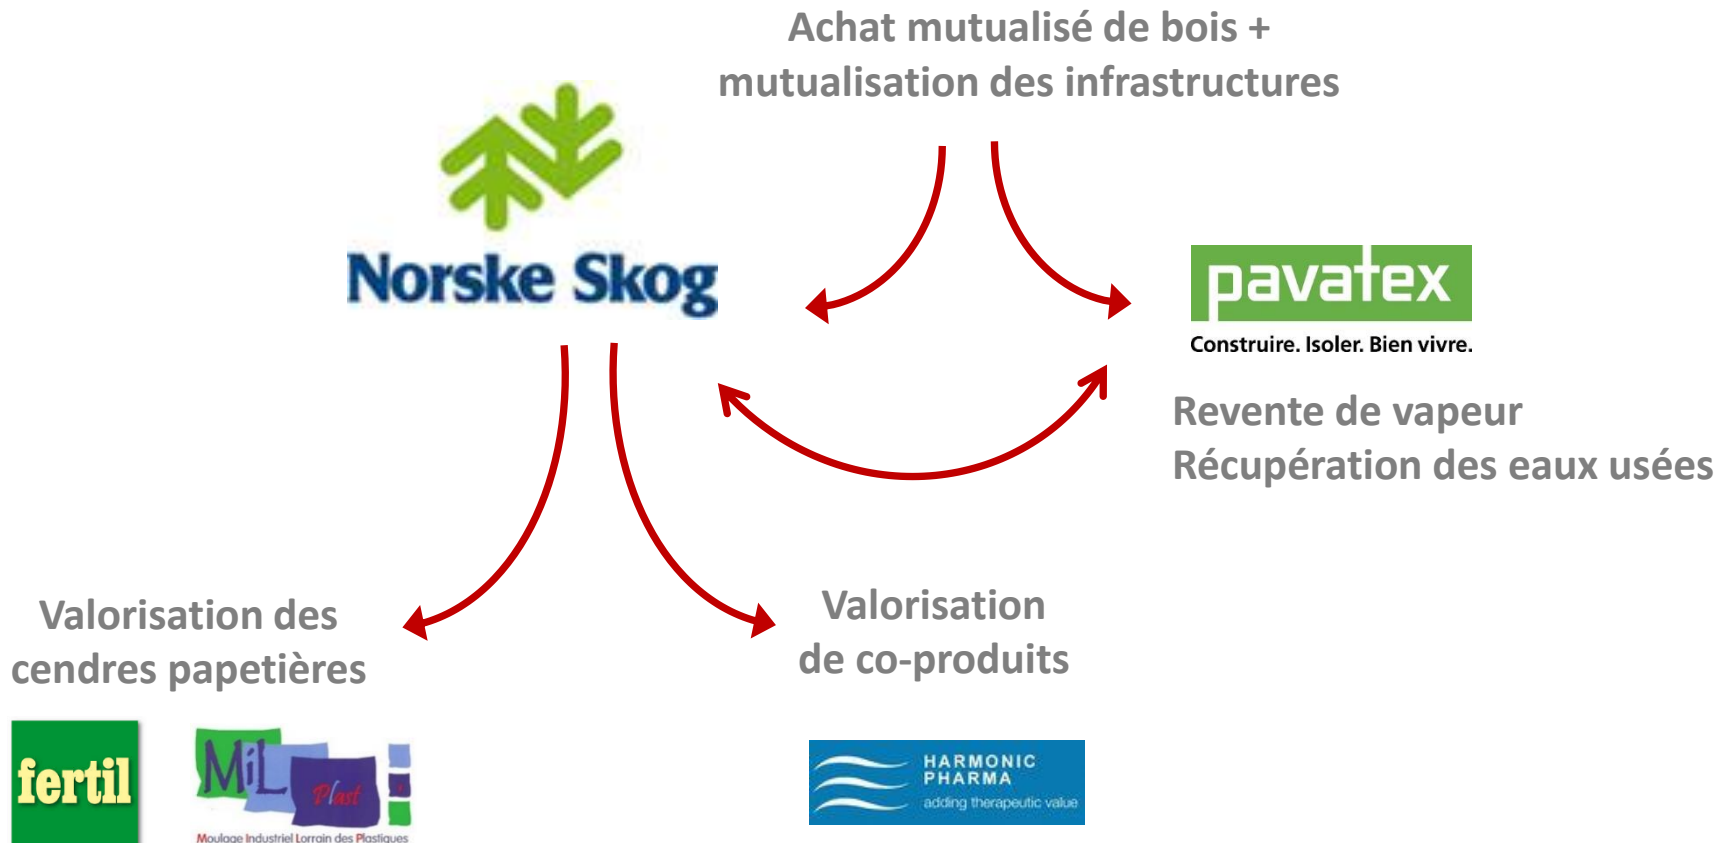 Achat mutualisé de bois +
mutualisation des infrastructures
Norske Skog
pavatex
Construire. Isoler. Bien vivre.
Revente de vapeur
Récupération des eaux usées
Valorisation des
cendres papetières
Valorisation
de co-produits
fertil
MiL
Plast
Moulage Industriel Lorrain des Plastiques
HARMONIC
PHARMA
adding therapeutic value